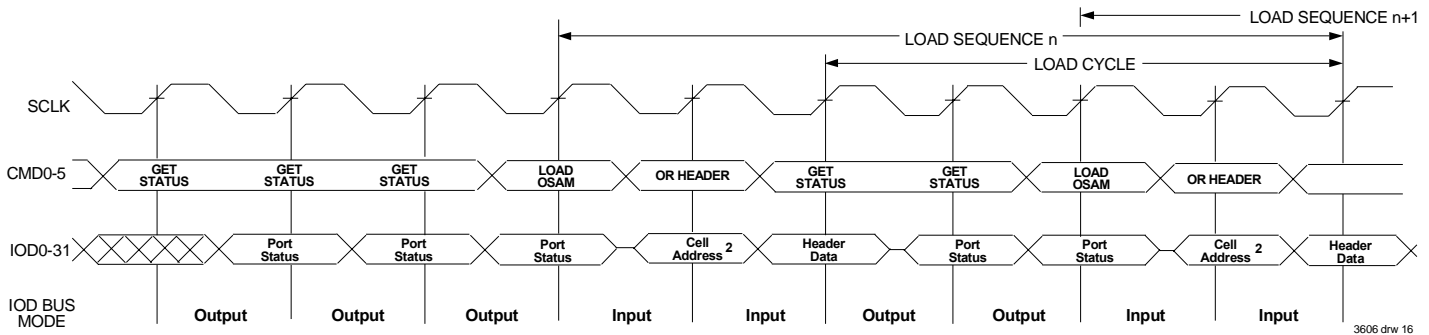 LOAD SEQUENCE n+1
LOAD SEQUENCE n
LOAD CYCLE
SCLK
CMD0-5
GET STATUS
GET STATUS
GET STATUS
LOAD OSAM
OR HEADER
GET STATUS
GET STATUS
LOAD OSAM
OR HEADER
IOD0-31
Port Status
Port Status
Port Status
Cell Address 2
Header Data
Port Status
Port Status
Cell Address 2
Header Data
IOD BUS MODE
Output Output Output Input Input Output Output Input Input
3606 drw 16